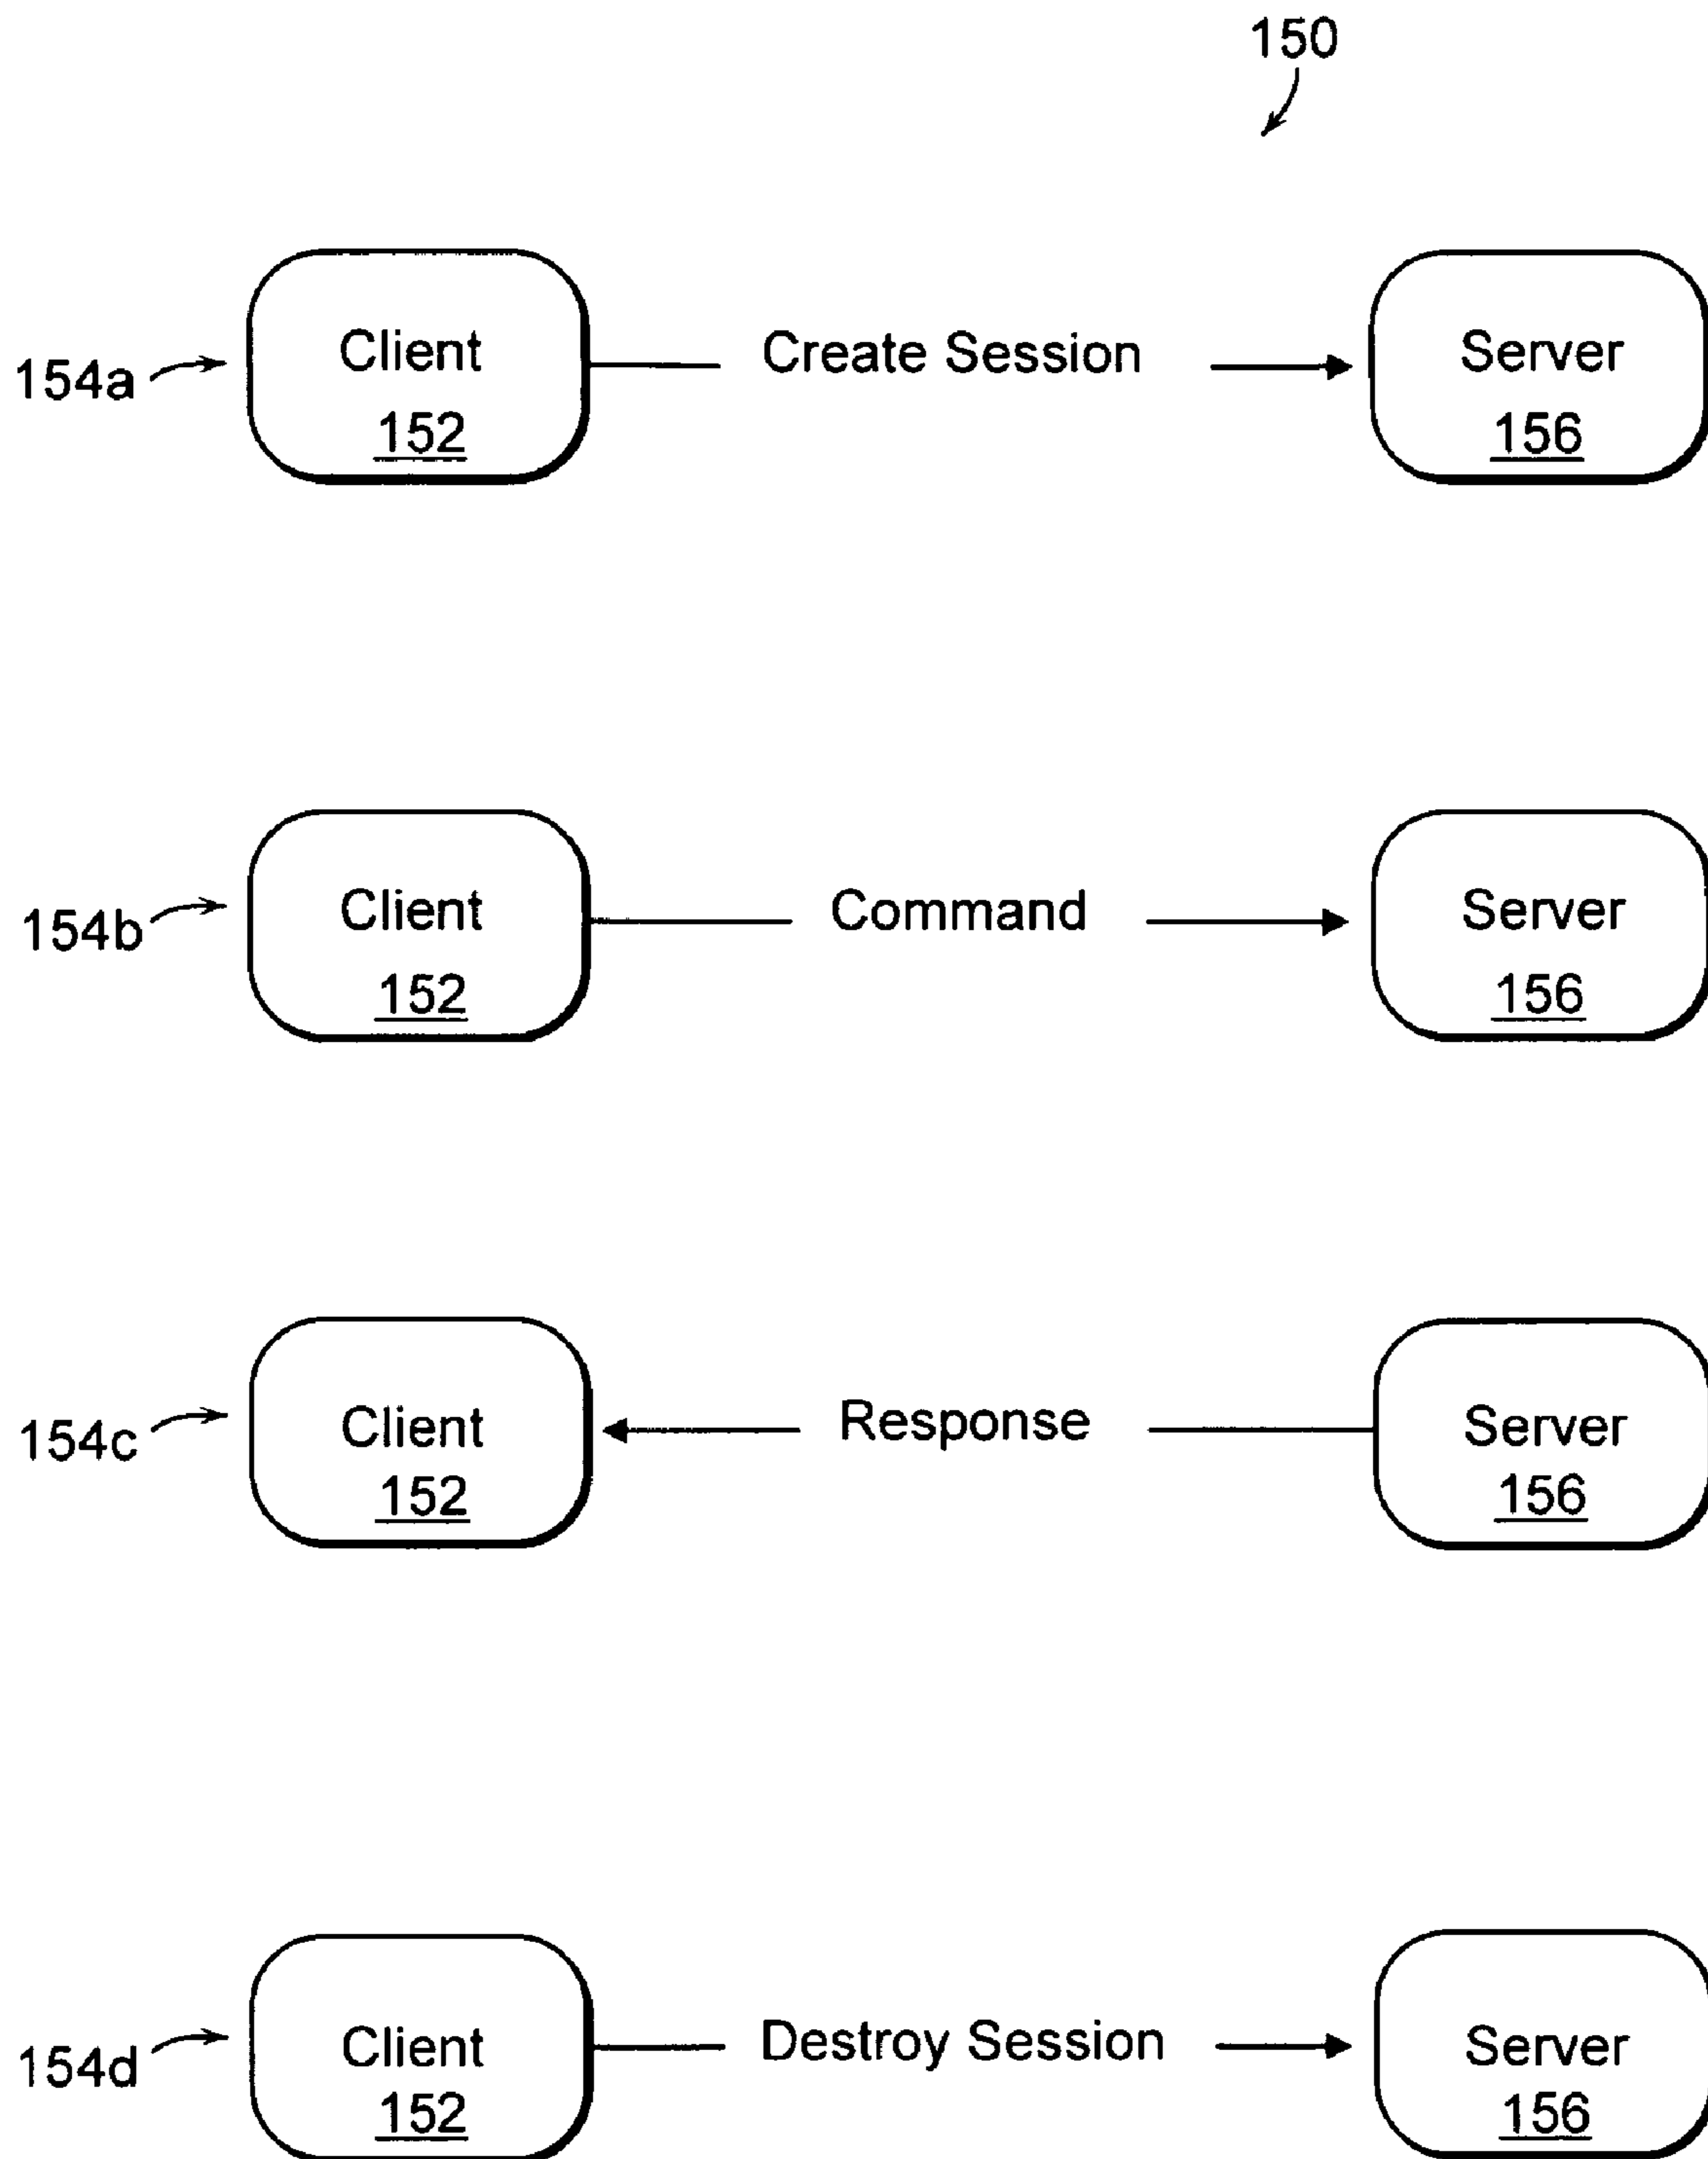 150
154a
Client
152
Create Session
Server
156
154b
Client
152
Command
Server
156
154c
Client
152
Response
Server
156
154d
Client
152
Destroy Session
Server
156